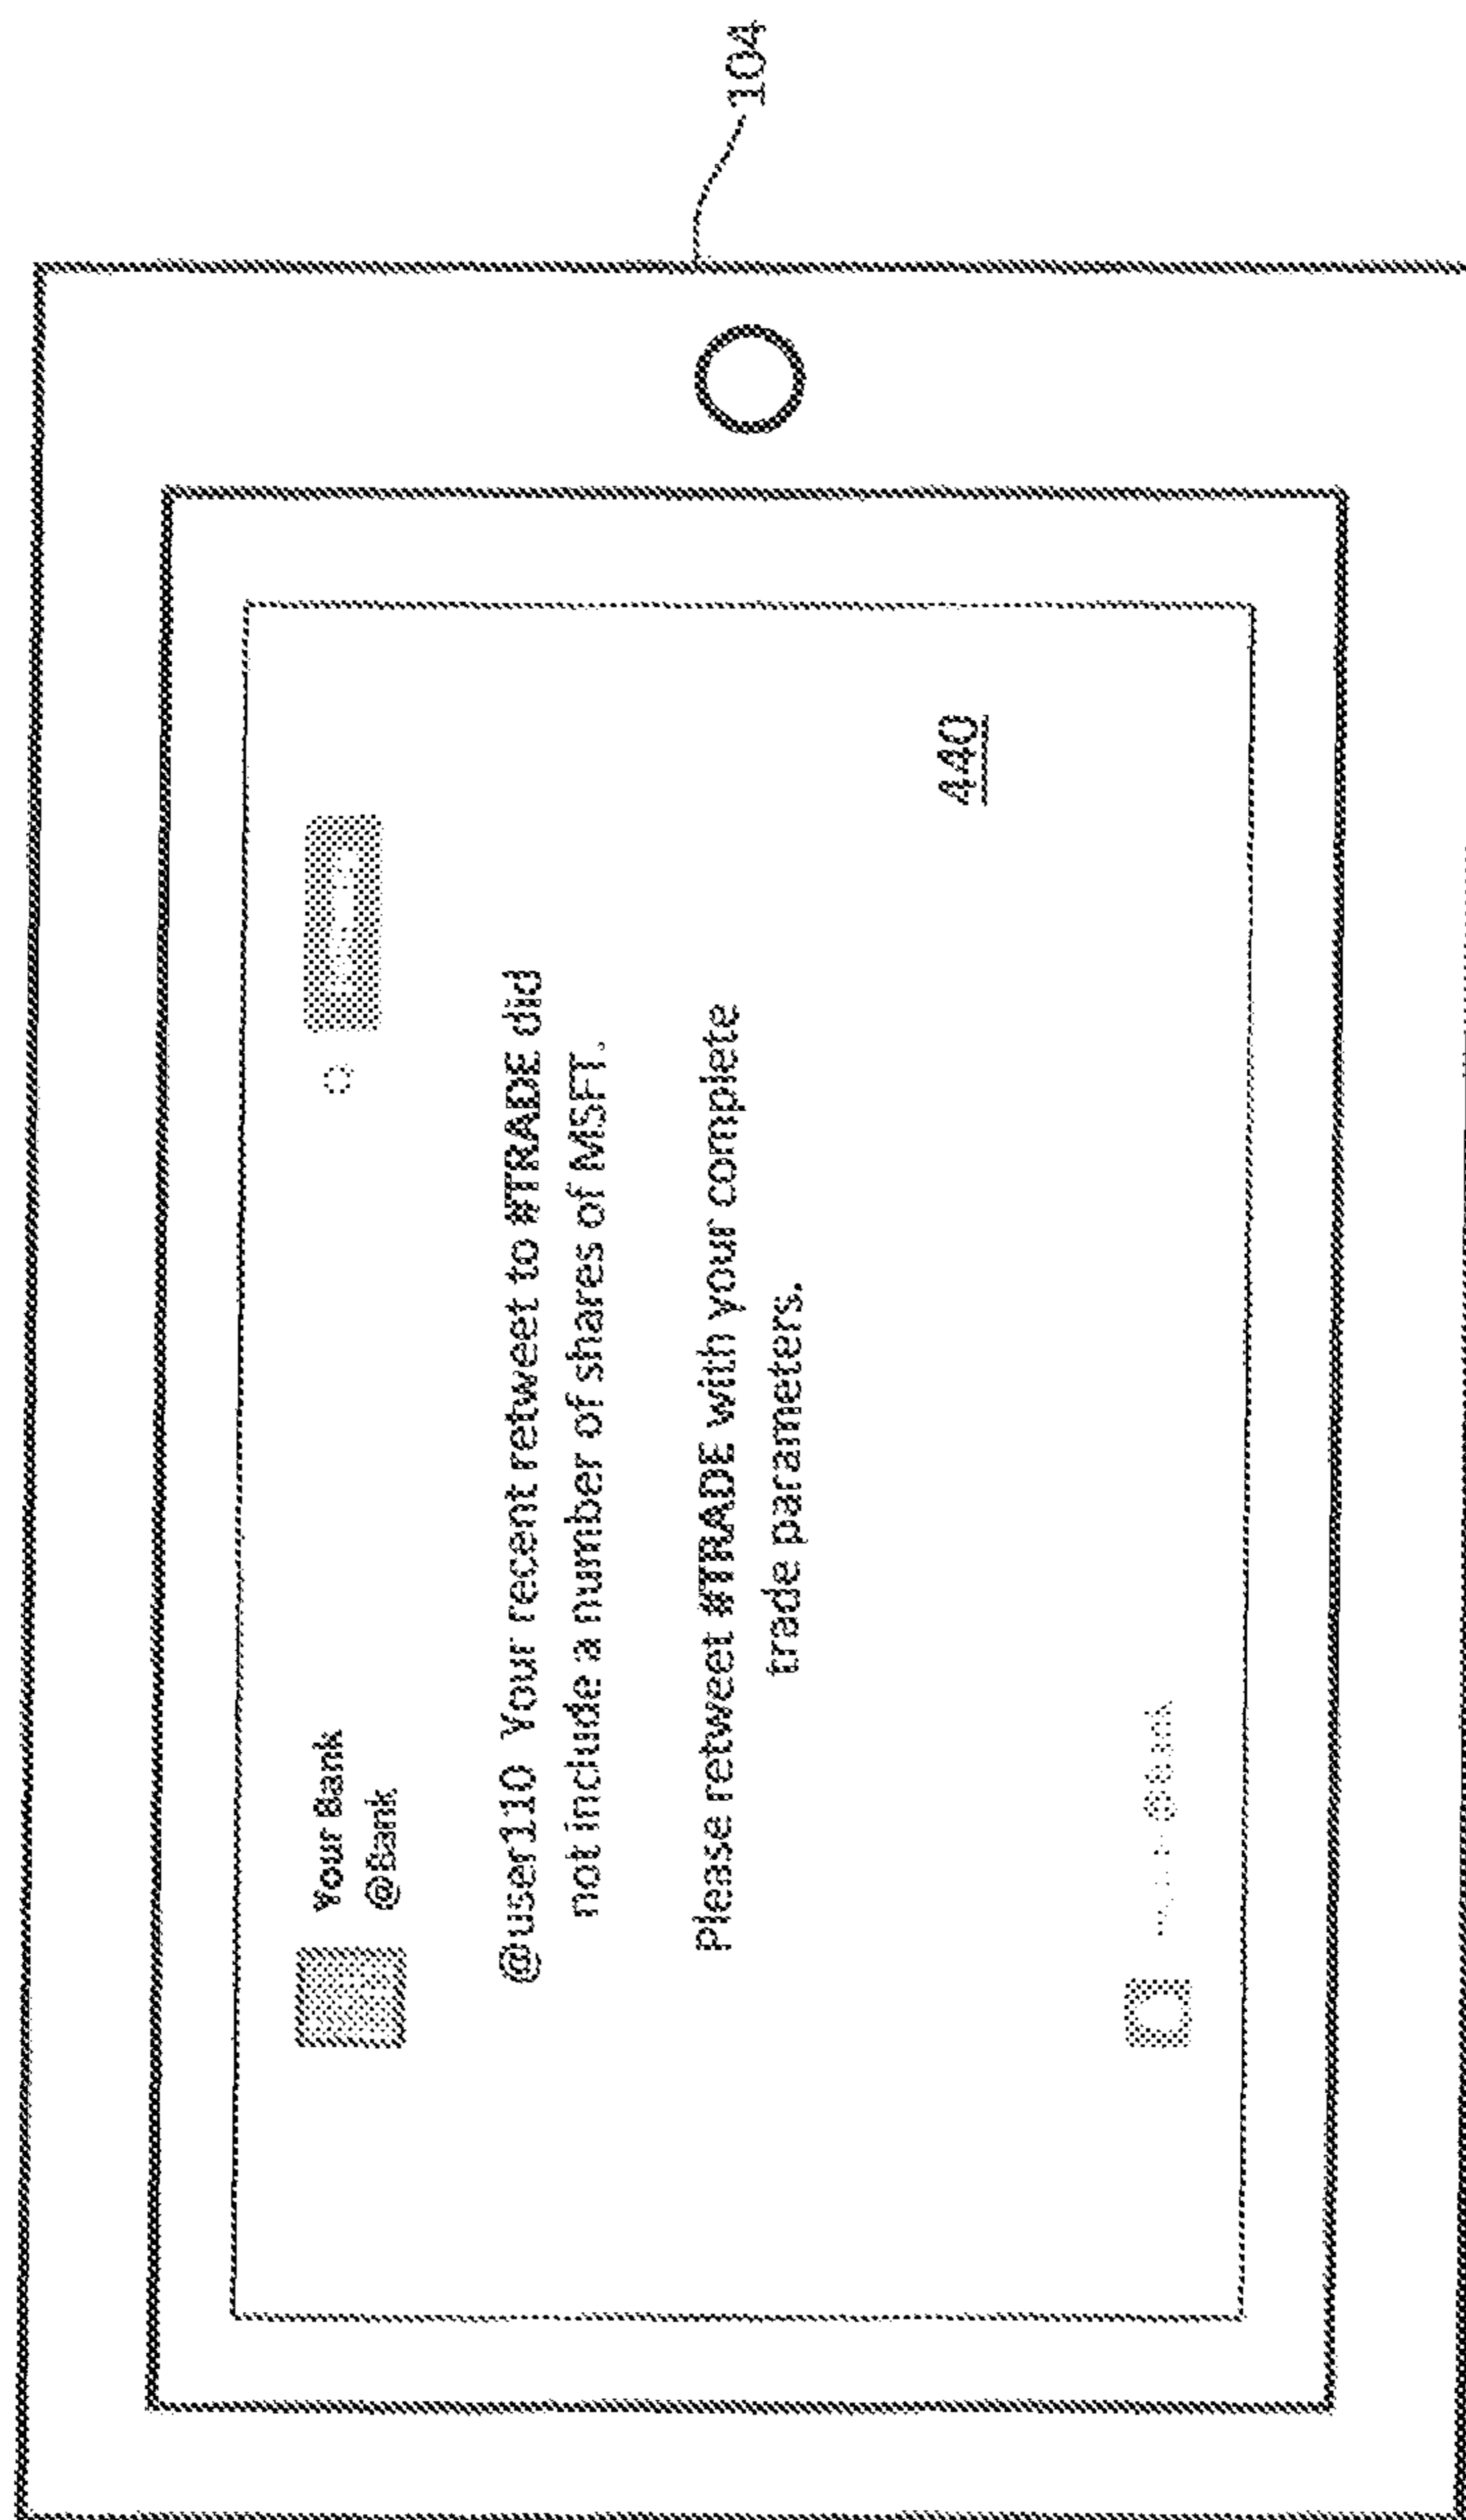 Your Bank
@Bank
@user110 Your recent retweet to #TRADE did
not include a number of shares of MSFT.
Please retweet #TRADE with your complete
trade parameters.
440
@Bank
104